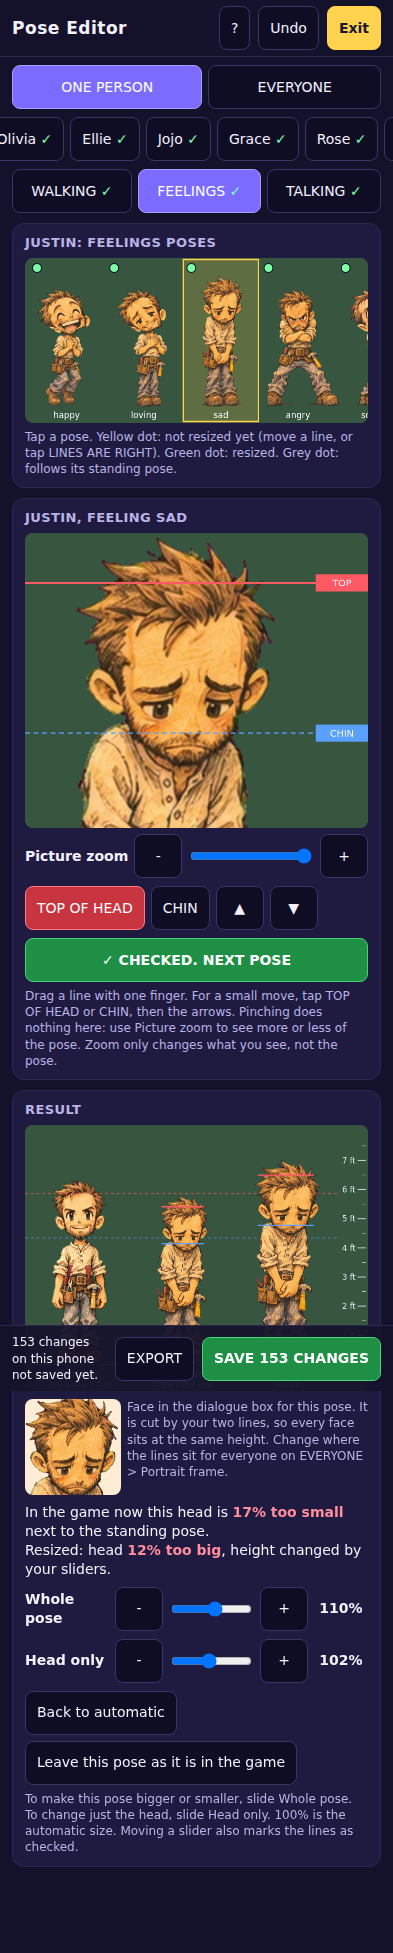 Pose Editor
?
Undo
Exit
ONE PERSON
EVERYONE
Olivia ✓
Ellie ✓
Jojo ✓
Grace ✓
Rose ✓
WALKING ✓
FEELINGS ✓
TALKING ✓
JUSTIN: FEELINGS POSES
happy
loving
sad
angry
Tap a pose. Yellow dot: not resized yet (move a line, or
tap LINES ARE RIGHT). Green dot: resized. Grey dot:
follows its standing pose.
JUSTIN, FEELING SAD
TOP
CHIN
Picture zoom
-
+
TOP OF HEAD
CHIN
▲
▼
✓ CHECKED. NEXT POSE
Drag a line with one finger. For a small move, tap TOP
OF HEAD or CHIN, then the arrows. Pinching does
nothing here: use Picture zoom to see more or less of
the pose. Zoom only changes what you see, not the
pose.
RESULT
7 ft
6 ft
5 ft
4 ft
3 ft
2 ft
153 changes
on this phone
not saved yet.
EXPORT
SAVE 153 CHANGES
Face in the dialogue box for this pose. It
is cut by your two lines, so every face
sits at the same height. Change where
the lines sit for everyone on EVERYONE
> Portrait frame.
In the game now this head is 17% too small
next to the standing pose.
Resized: head 12% too big, height changed by
your sliders.
Whole
pose
-
+
110%
Head only
-
+
102%
Back to automatic
Leave this pose as it is in the game
To make this pose bigger or smaller, slide Whole pose.
To change just the head, slide Head only. 100% is the
automatic size. Moving a slider also marks the lines as
checked.